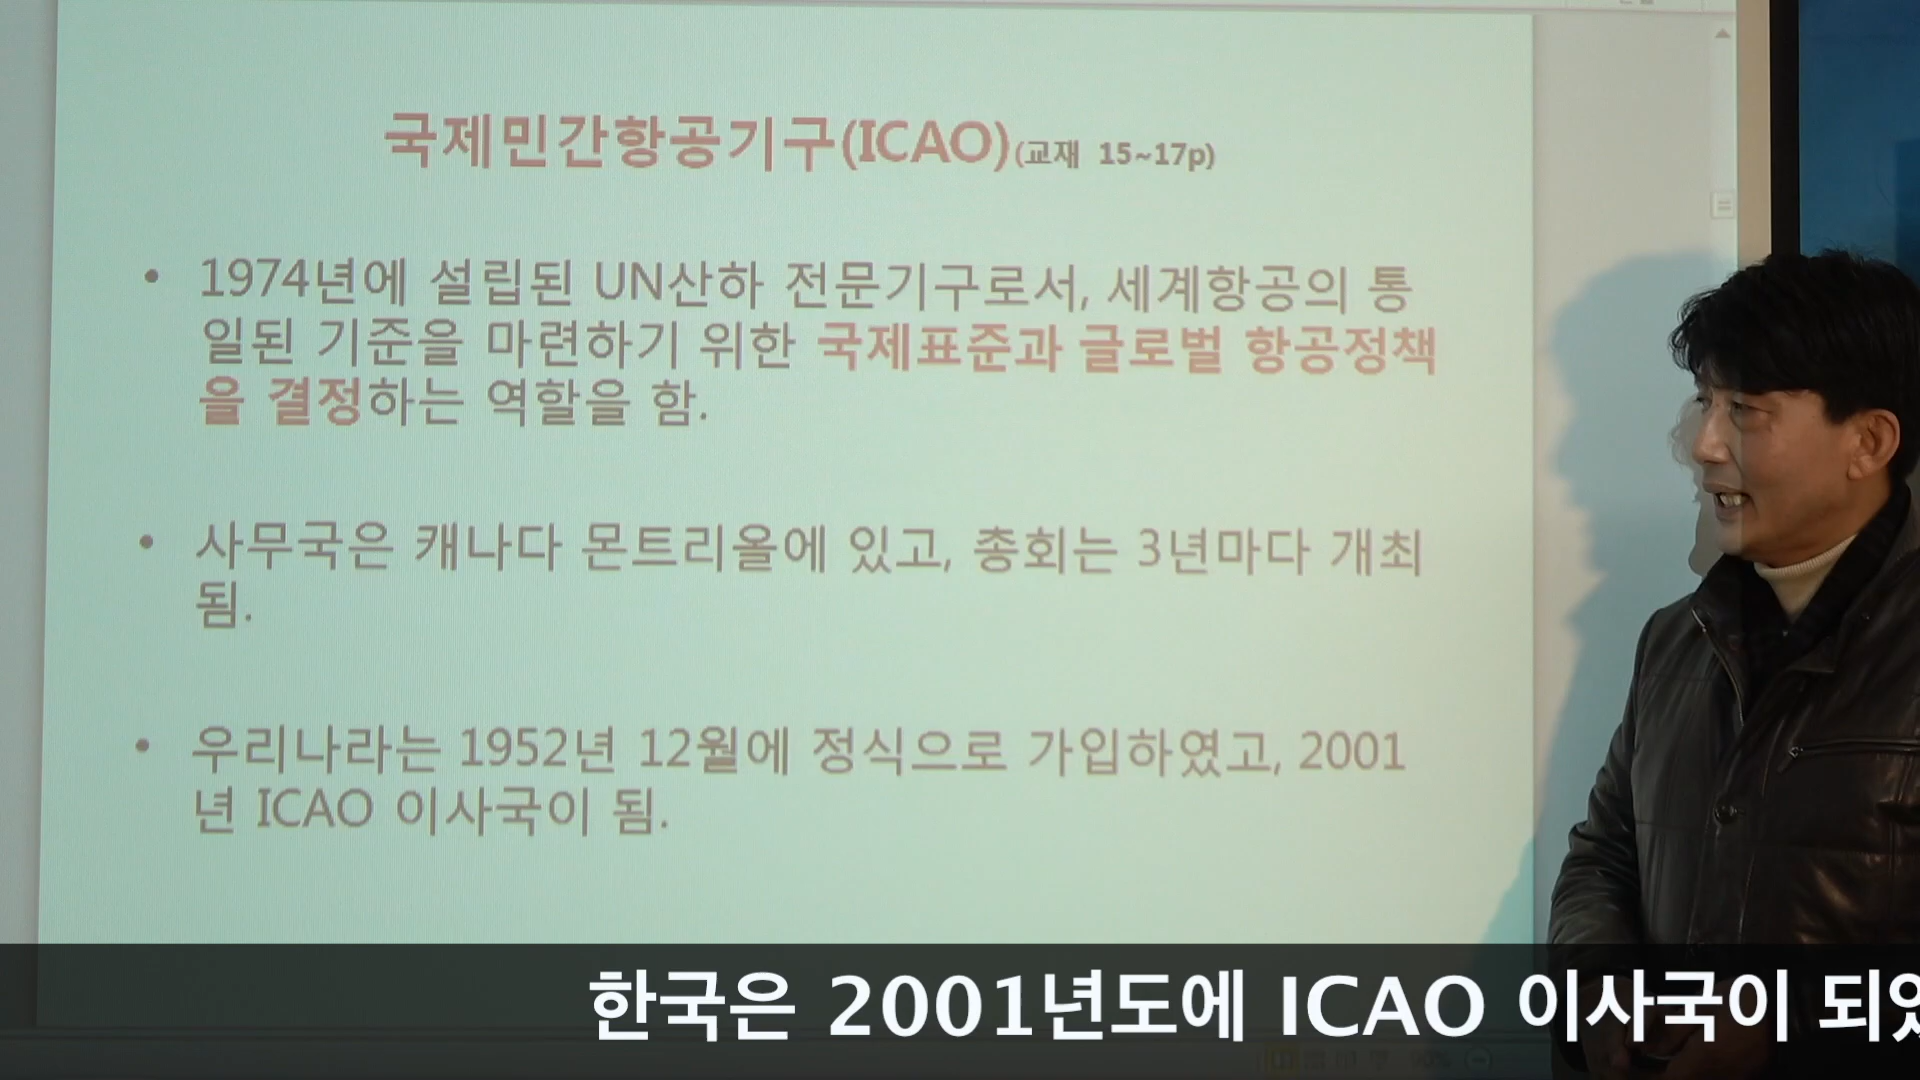 국제민간항공기구(ICAO)(교재 15~17p)
• 1974년에 설립된 UN산하 전문기구로서, 세계항공의 통
일된 기준을 마련하기 위한 국제표준과 글로벌 항공정책
을 결정하는 역할을 함.
• 사무국은 캐나다 몬트리올에 있고, 총회는 3년마다 개최
됨.
• 우리나라는 1952년 12월에 정식으로 가입하였고, 2001
년 ICAO 이사국이 됨.
한국은 2001년도에 ICAO 이사국이 되었